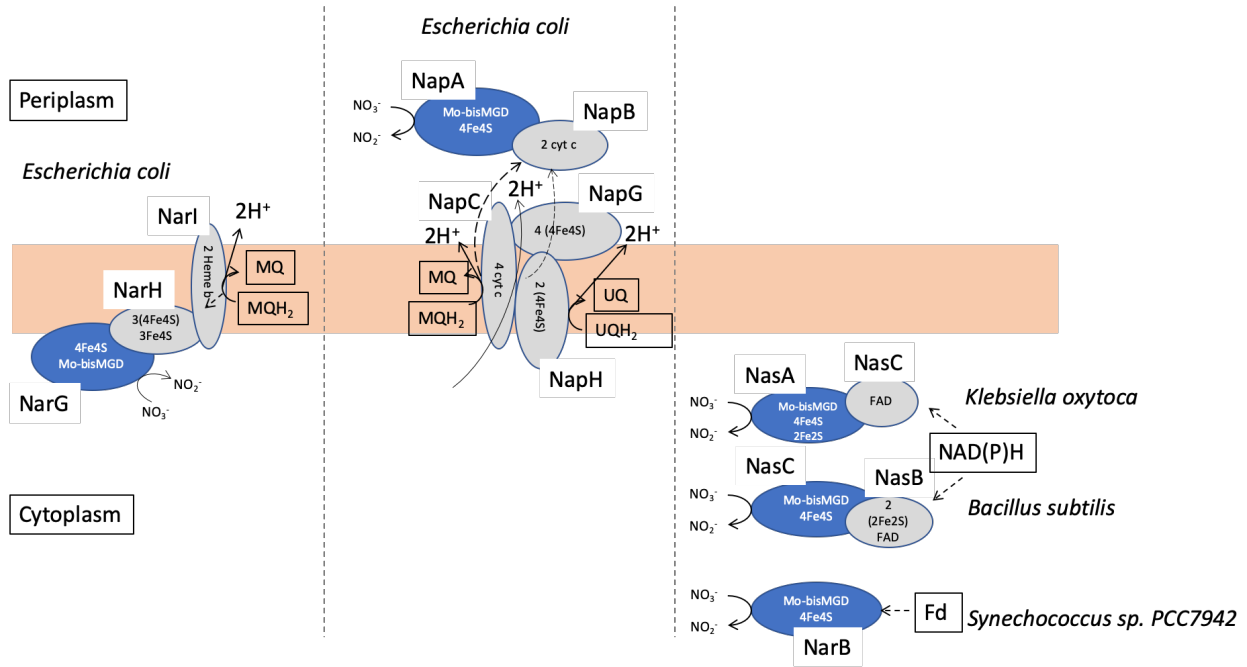 Periplasm
Escherichia coli
NarI
2H⁺
2 Heme b
MQ
MQH₂
NarH
3(4Fe4S)
3Fe4S
4Fe4S
Mo-bisMGD
NarG
NO₂⁻
NO₃⁻
Cytoplasm
Escherichia coli
NapA
NO₃⁻
NO₂⁻
Mo-bisMGD
4Fe4S
NapB
2 cyt c
NapC
2H⁺
NapG
4 (4Fe4S)
2H⁺
2H⁺
MQ
MQH₂
4 cyt c
2 (4Fe4S)
UQ
UQH₂
NapH
NasA
NasC
NO₃⁻
NO₂⁻
Mo-bisMGD
4Fe4S
2Fe2S
FAD
Klebsiella oxytoca
NAD(P)H
NasC
NasB
NO₃⁻
NO₂⁻
Mo-bisMGD
4Fe4S
2
(2Fe2S)
FAD
Bacillus subtilis
NO₃⁻
NO₂⁻
Mo-bisMGD
4Fe4S
NarB
Fd
Synechococcus sp. PCC7942